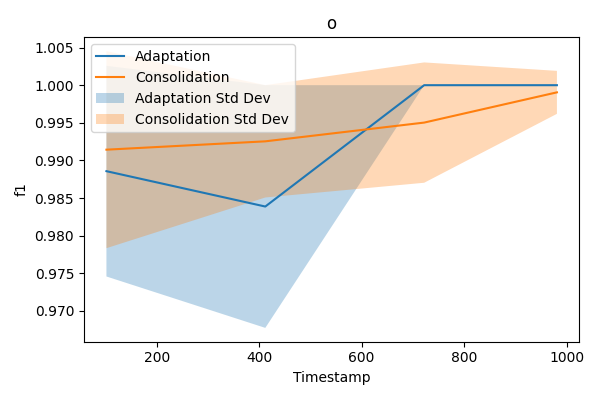 o
1.005
1.000
0.995
0.990
0.985
0.980
0.975
0.970
f1
Adaptation
Consolidation
Adaptation Std Dev
Consolidation Std Dev
200
400
600
800
1000
Timestamp